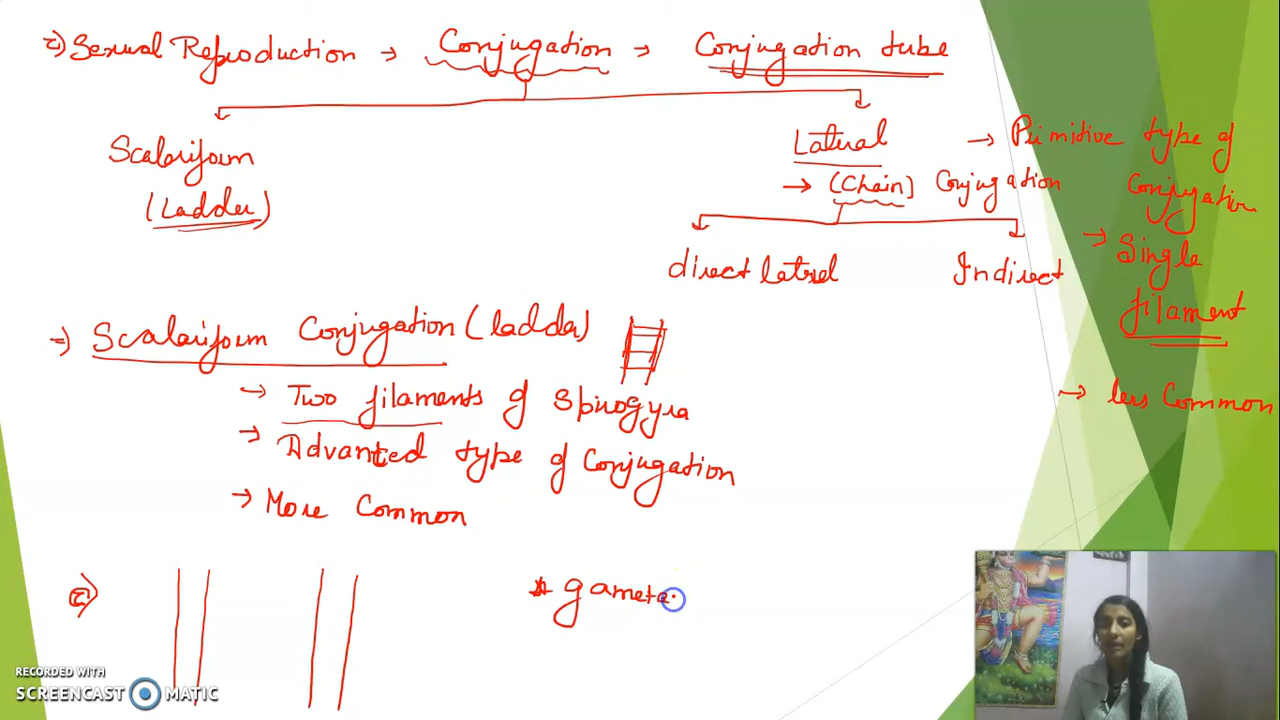 c) Sexual Reproduction → Conjugation → Conjugation tube
Scalariform
(Ladder)
Lateral
→ (Chain) Conjugation
direct lateral
Indirect
→ Primitive type of
Conjugation
→ Single
filament
→ less Common
→ Scalariform Conjugation (ladder)
→ Two filaments of Spirogyra
→ Advanced type of Conjugation
→ More Common
* gameta
RECORDED WITH
SCREENCAST MATIC